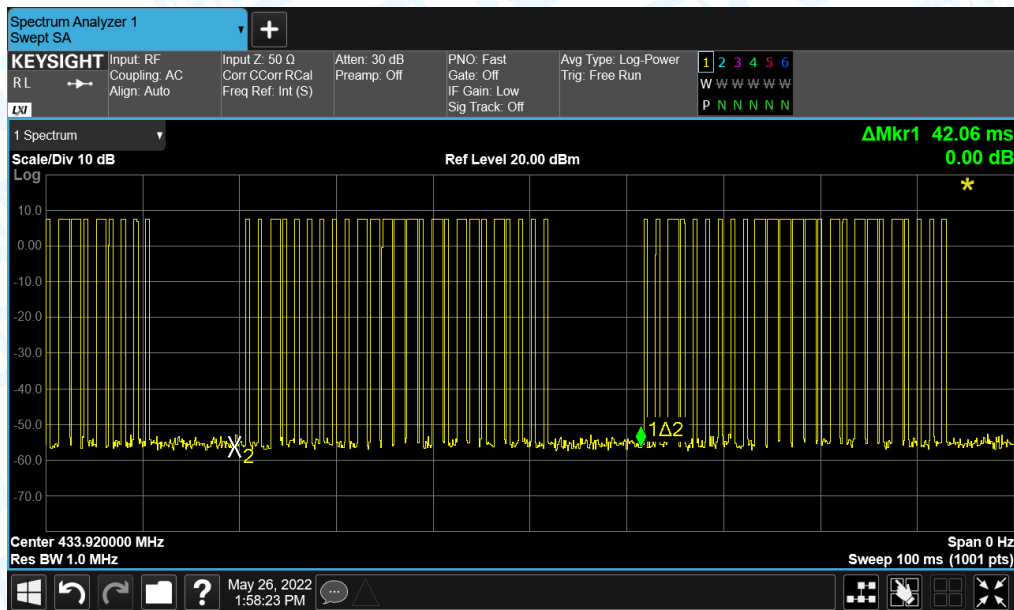 Spectrum Analyzer 1
Swept SA
+
KEYSIGHT
RL
LXI
Input: RF
Coupling: AC
Align: Auto
Input Z: 50 Ω
Corr CCorr RCal
Freq Ref: Int (S)
Atten: 30 dB
Preamp: Off
PNO: Fast
Gate: Off
IF Gain: Low
Sig Track: Off
Avg Type: Log-Power
Trig: Free Run
1 2 3 4 5 6
W W W W W W
P N N N N N
1 Spectrum
ΔMkr1 42.06 ms
0.00 dB
Scale/Div 10 dB
Ref Level 20.00 dBm
Log
*
10.0
0.00
-10.0
-20.0
-30.0
-40.0
-50.0
-60.0
-70.0
2
1Δ2
Center 433.920000 MHz
Span 0 Hz
Res BW 1.0 MHz
Sweep 100 ms (1001 pts)
?
May 26, 2022
1:58:23 PM